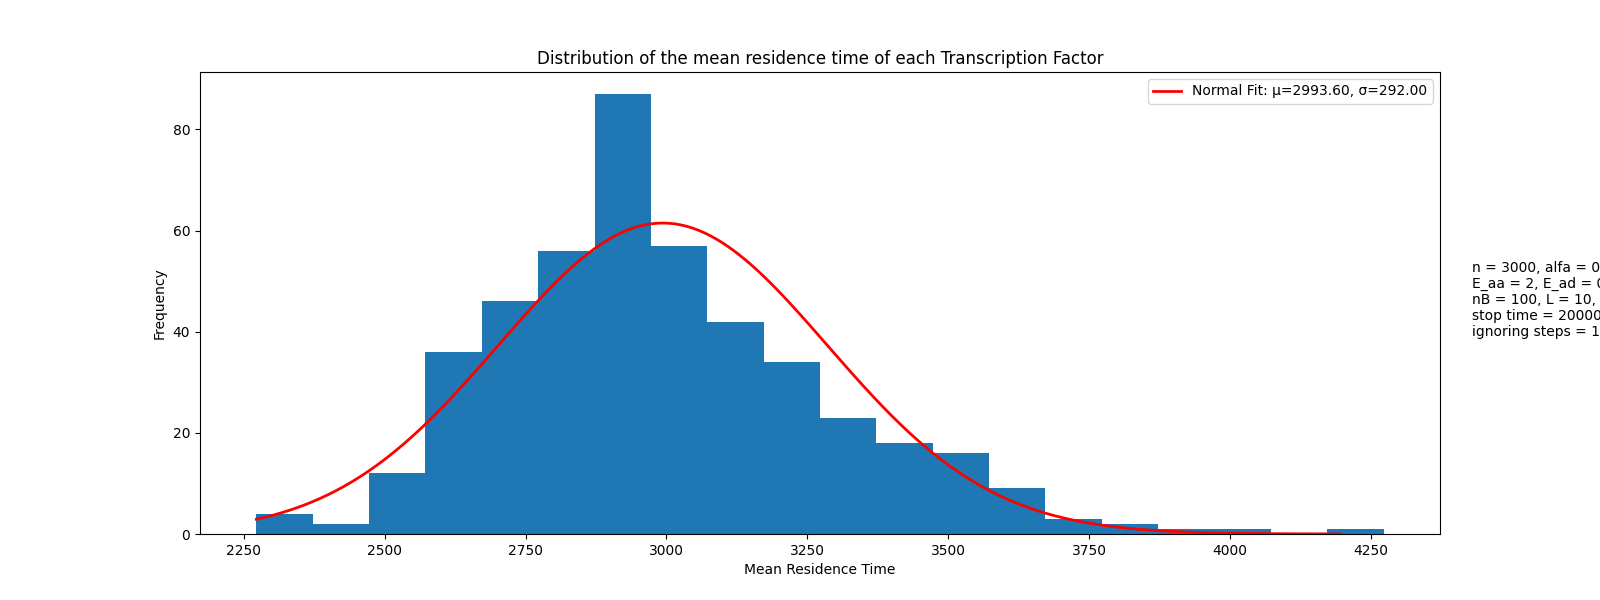 Distribution of the mean residence time of each Transcription Factor
Normal Fit: μ=2993.60, σ=292.00
80
60
40
20
0
Frequency
2250 2500 2750 3000 3250 3500 3750 4000 4250
Mean Residence Time
n = 3000, alfa = 0
E_aa = 2, E_ad = 0
nB = 100, L = 10,
stop time = 20000
ignoring steps = 1